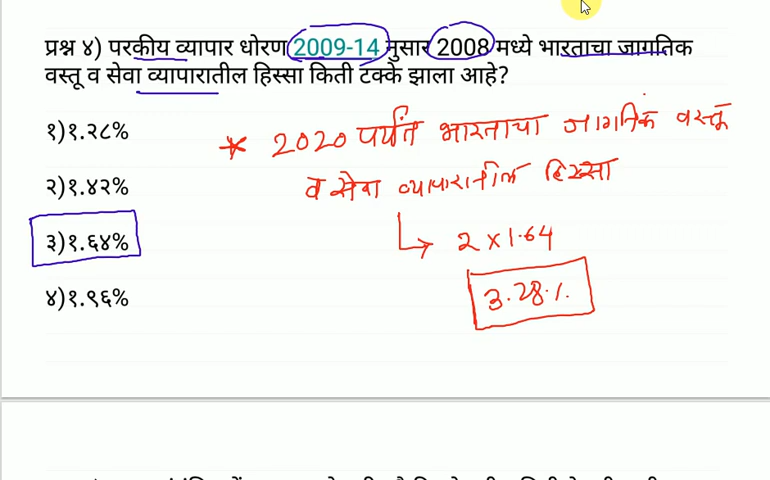 प्रश्न ४) परकीय व्यापार धोरण 2009-14 नुसार 2008 मध्ये भारताचा जागतिक
वस्तू व सेवा व्यापारातील हिस्सा किती टक्के झाला आहे?
१)१.२८%
२)१.४२%
३)१.६४%
४)१.९६%
* 2020 पर्यंत भारताचा जागतिक वस्तू
व सेवा व्यापारातील हिस्सा
2 × 1.64
3.28%